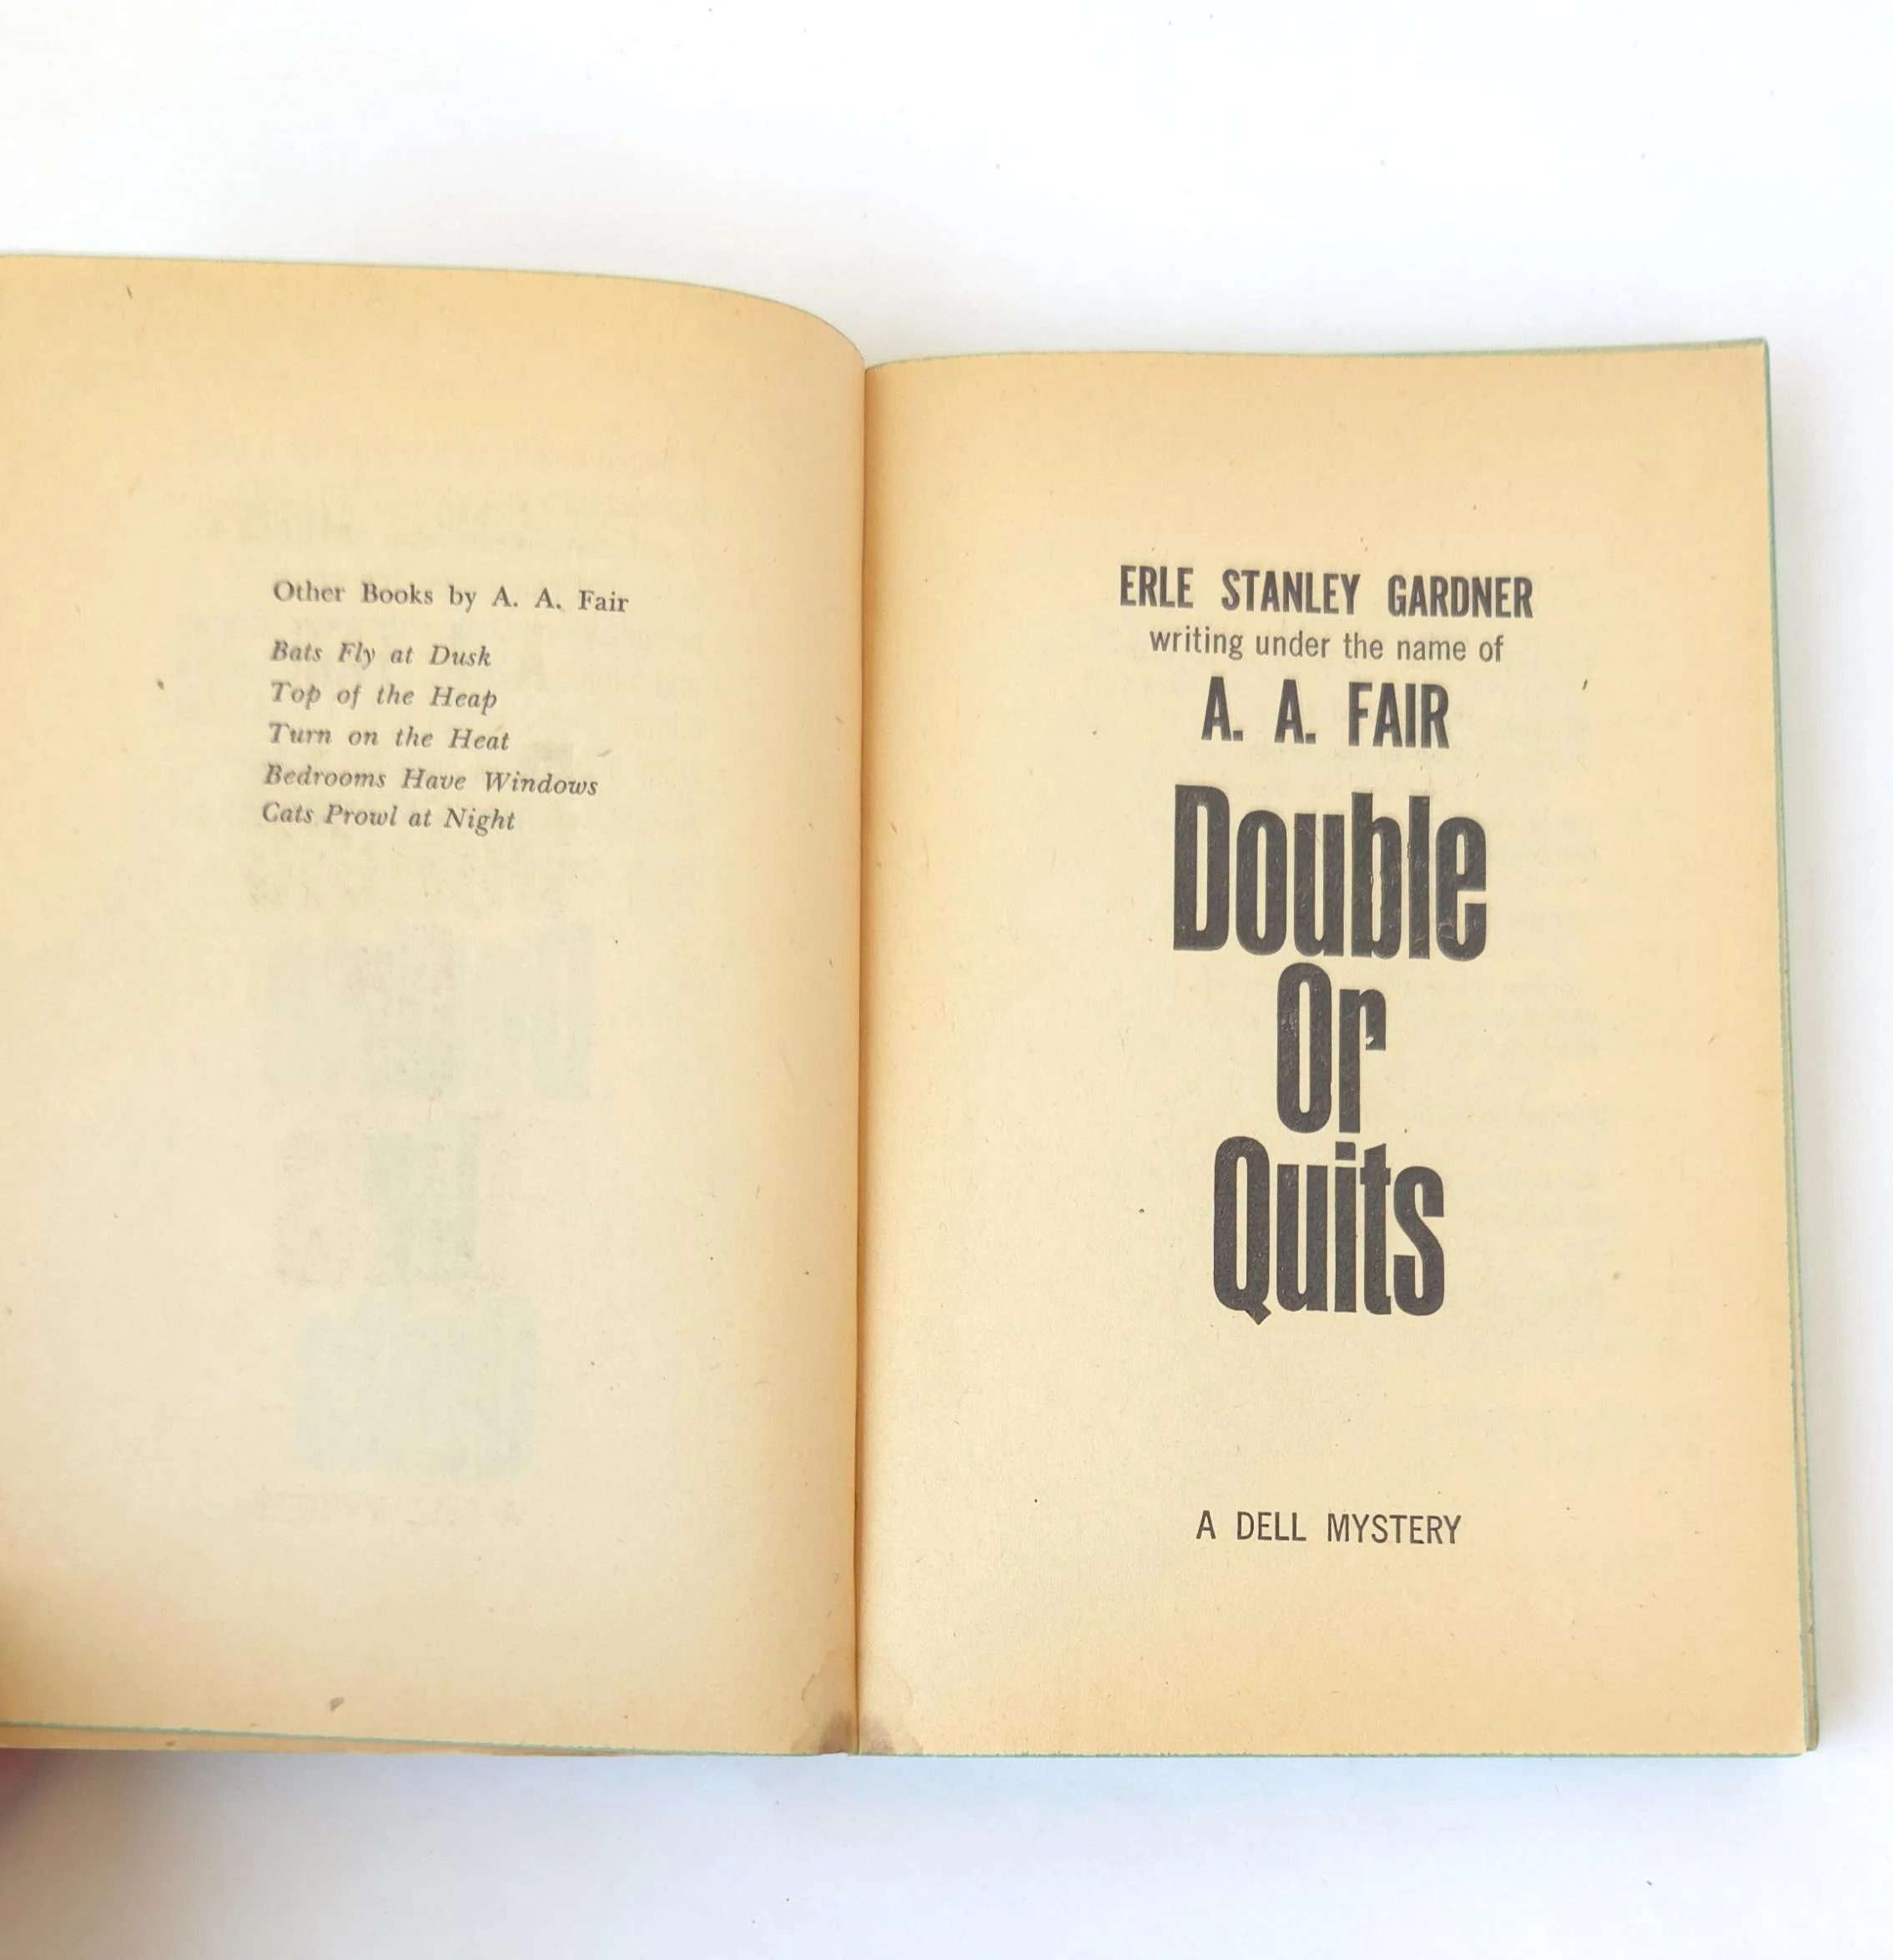 Other Books by A. A. Fair
Bats Fly at Dusk
Top of the Heap
Turn on the Heat
Bedrooms Have Windows
Cats Prowl at Night
ERLE STANLEY GARDNER
writing under the name of
A. A. FAIR
Double
Or
Quits
A DELL MYSTERY